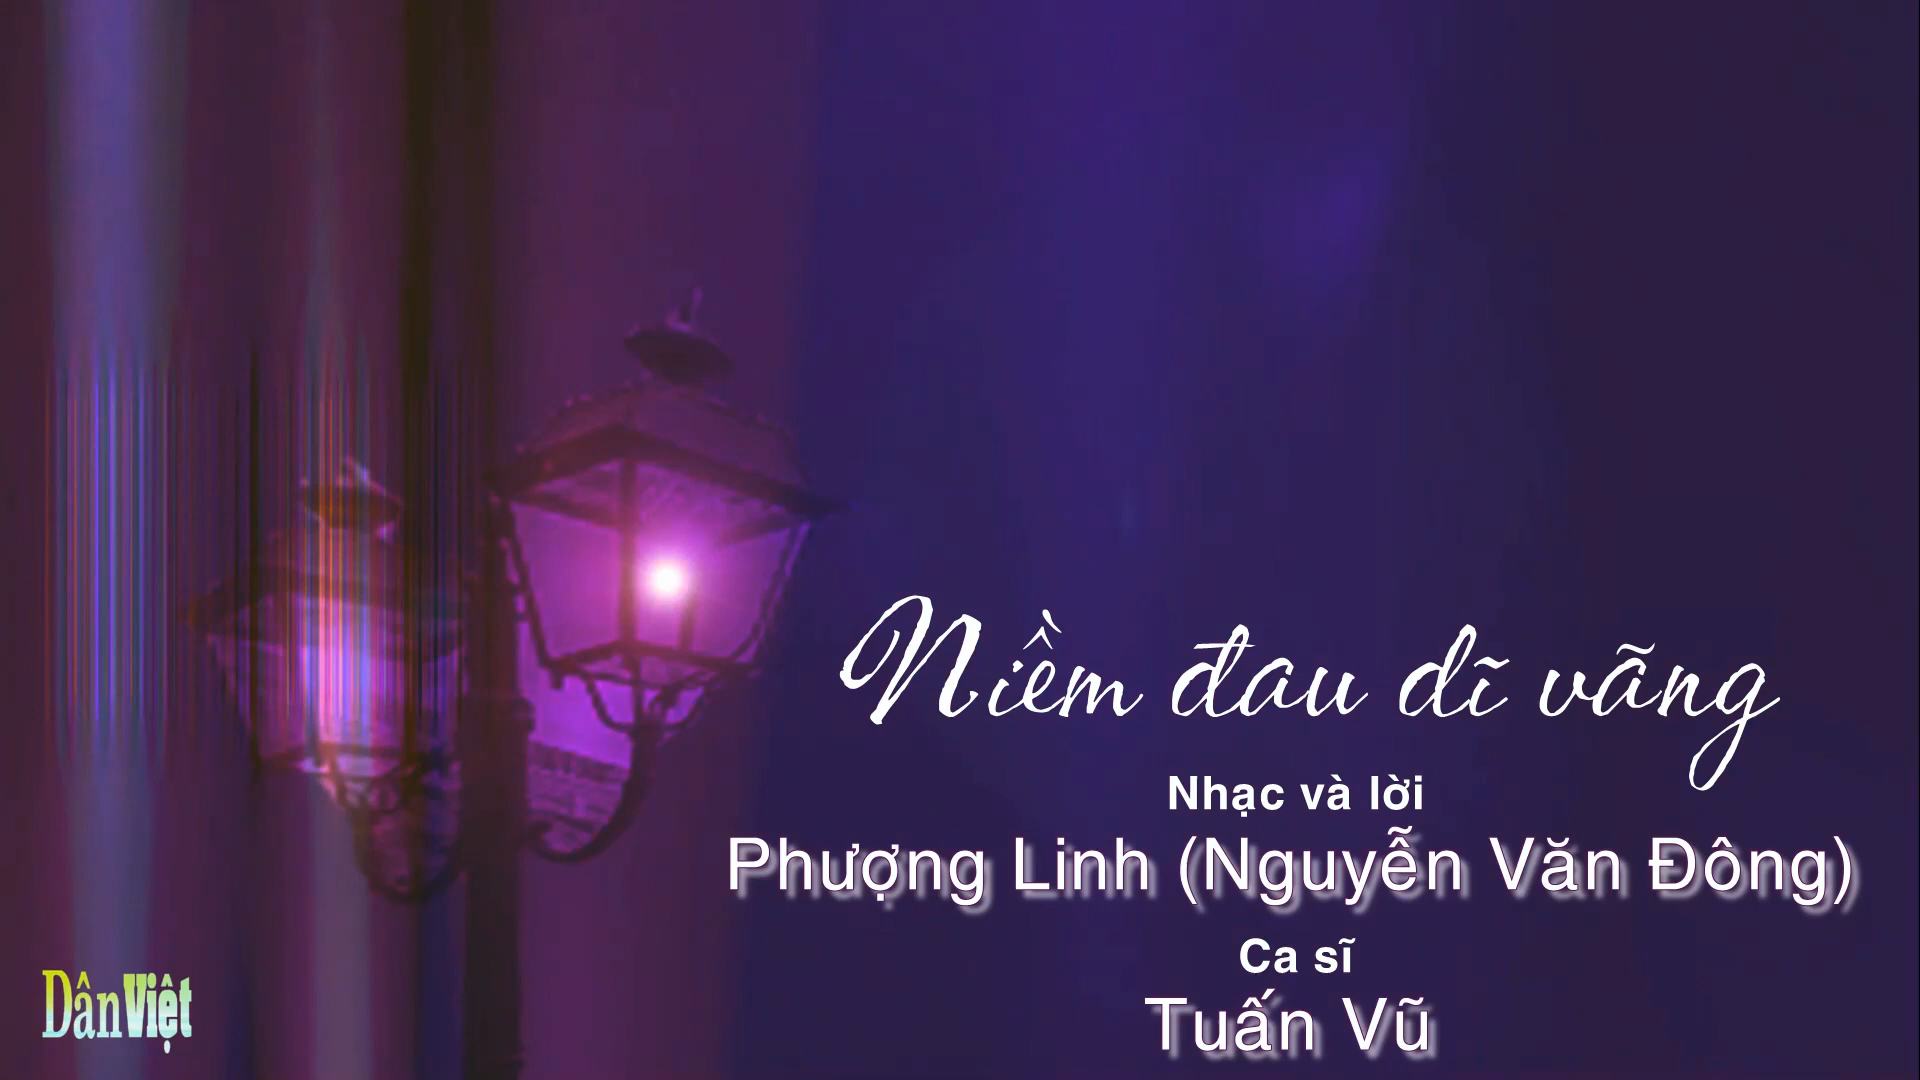 Niềm đau dĩ vãng
Nhạc và lời
Phượng Linh (Nguyễn Văn Đông)
Ca sĩ
Tuấn Vũ
DânViệt